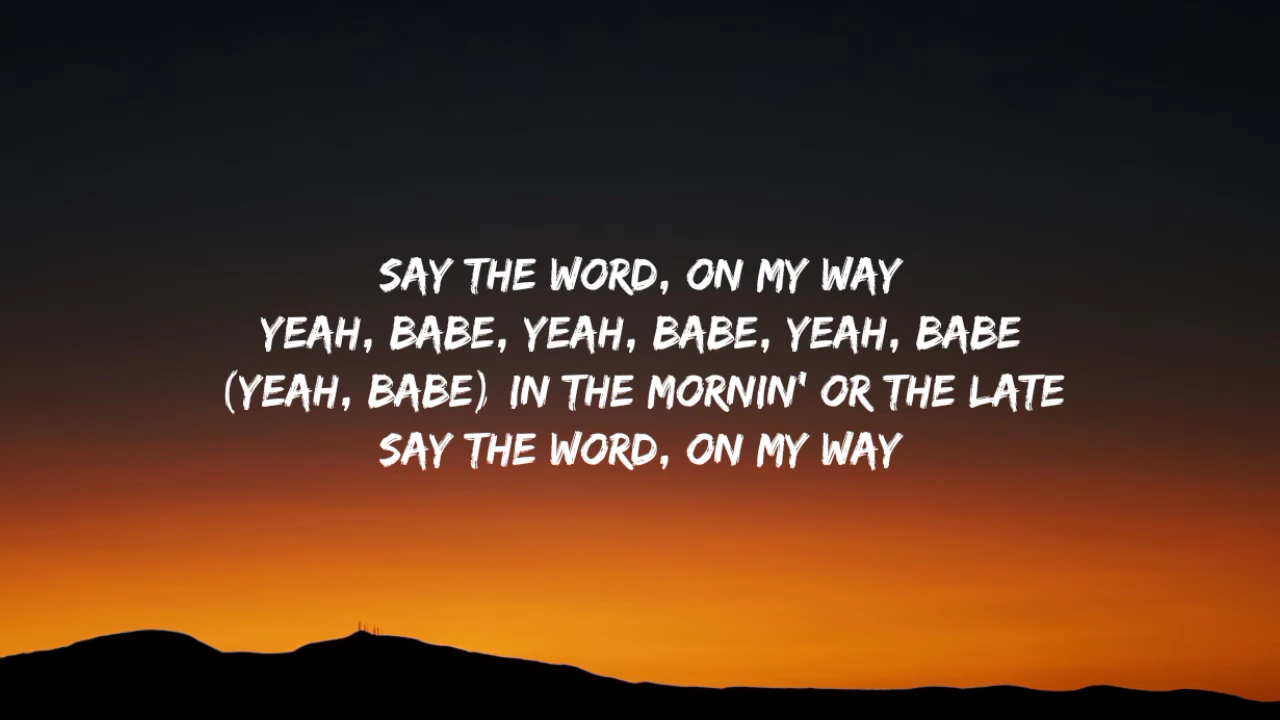 SAY THE WORD, ON MY WAY
YEAH, BABE, YEAH, BABE, YEAH, BABE
(YEAH, BABE) IN THE MORNIN' OR THE LATE
SAY THE WORD, ON MY WAY